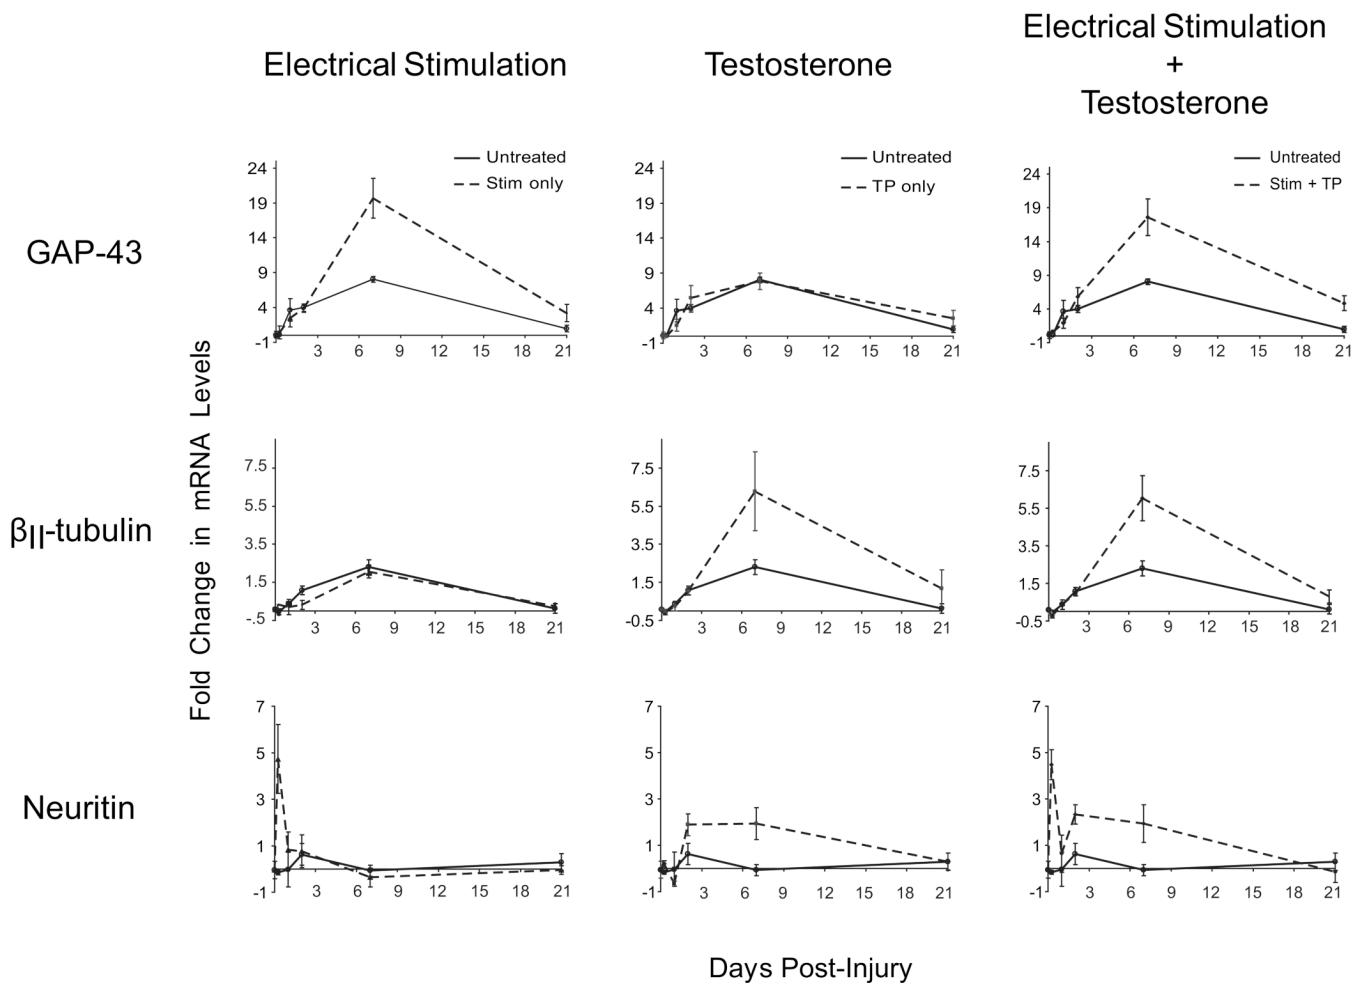 Electrical Stimulation
Testosterone
Electrical Stimulation
+
Testosterone
GAP-43
βII-tubulin
Neuritin
Fold Change in mRNA Levels
Days Post-Injury
Untreated
Stim only
24
19
14
9
4
-1
3 6 9 12 15 18 21
Untreated
TP only
24
19
14
9
4
-1
3 6 9 12 15 18 21
Untreated
Stim + TP
24
19
14
9
4
-1
3 6 9 12 15 18 21
7.5
5.5
3.5
1.5
-.5
3 6 9 12 15 18 21
7.5
5.5
3.5
1.5
-0.5
3 6 9 12 15 18 21
7.5
5.5
3.5
1.5
-0.5
3 6 9 12 15 18 21
7
5
3
1
-1
3 6 9 12 15 18 21
7
5
3
1
-1
3 6 9 12 15 18 21
7
5
3
1
-1
3 6 9 12 15 18 21